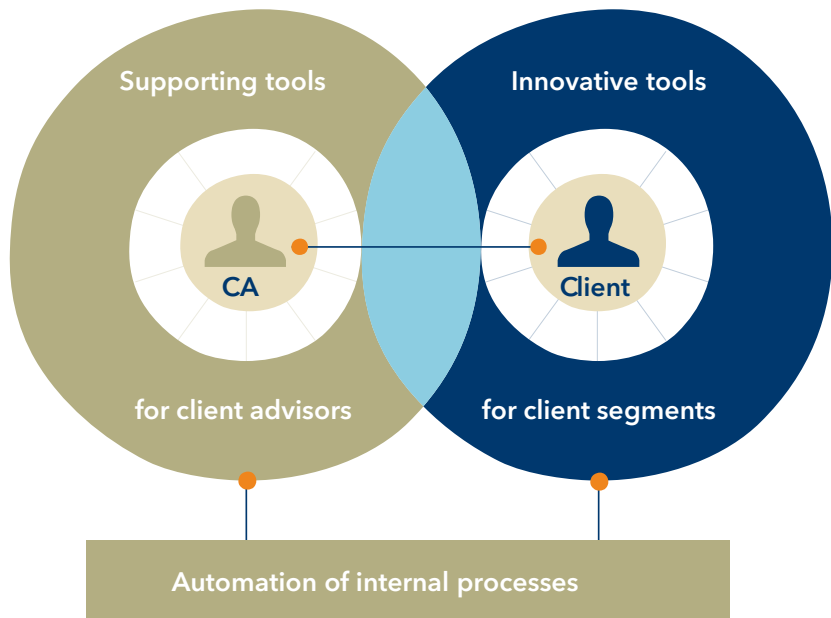 Supporting tools
Innovative tools
CA
Client
for client advisors
for client segments
Automation of internal processes